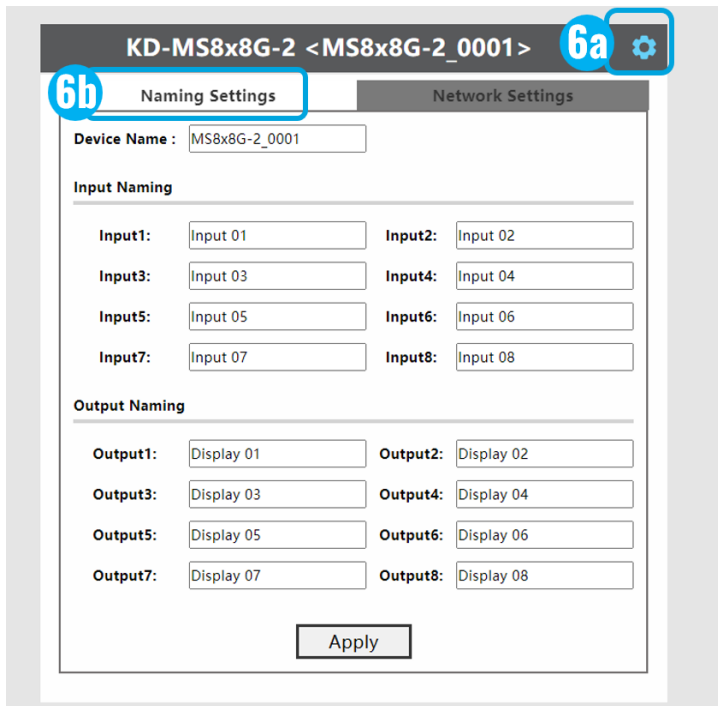 KD-MS8x8G-2 <MS8x8G-2_0001> 6a
6b Naming Settings Network Settings
Device Name : MS8x8G-2_0001
Input Naming
Input1: Input 01 Input2: Input 02
Input3: Input 03 Input4: Input 04
Input5: Input 05 Input6: Input 06
Input7: Input 07 Input8: Input 08
Output Naming
Output1: Display 01 Output2: Display 02
Output3: Display 03 Output4: Display 04
Output5: Display 05 Output6: Display 06
Output7: Display 07 Output8: Display 08
Apply